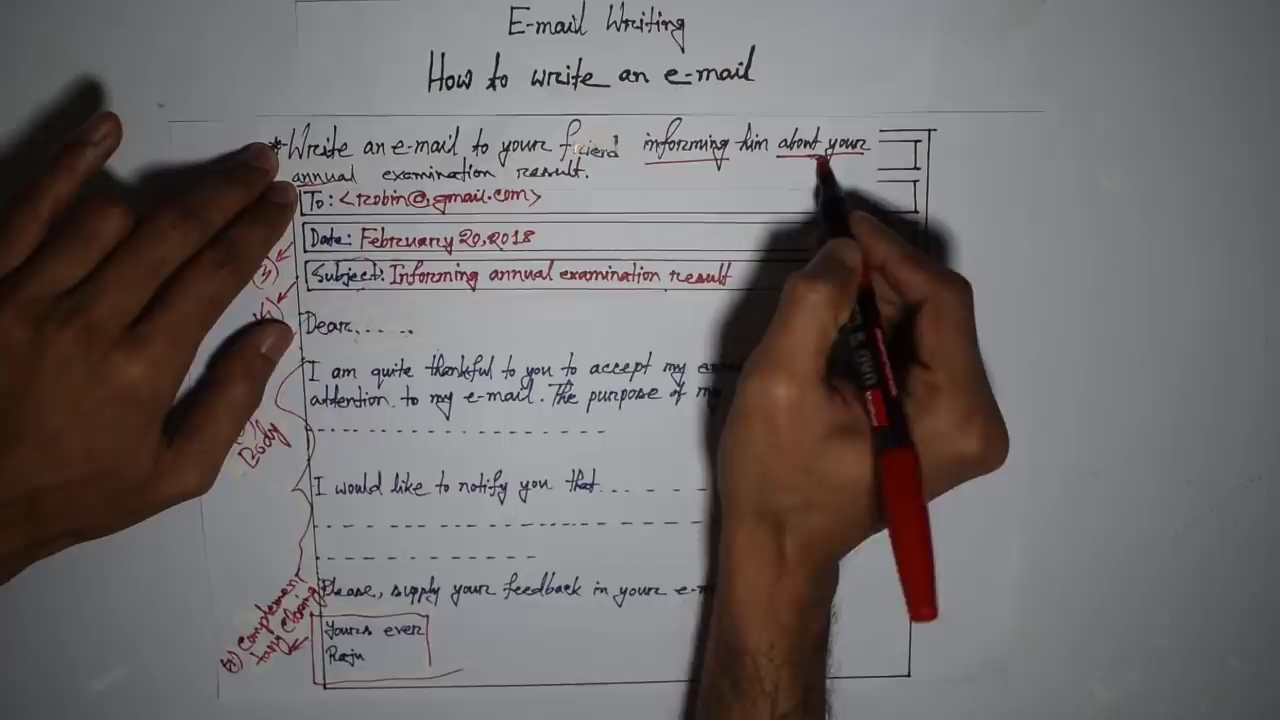 E-mail Writing
How to write an e-mail
* Write an e-mail to your friend informing him about your
annual examination result.
To: <robin@gmail.com>
Date: February 20, 2018
Subject: Informing annual examination result
Dear......
I am quite thankful to you to accept my
attention to my e-mail. The purpose of
Body
I would like to notify you that...
Please, supply your feedback in your
Complimen
tary Closing
Yours ever
Raju